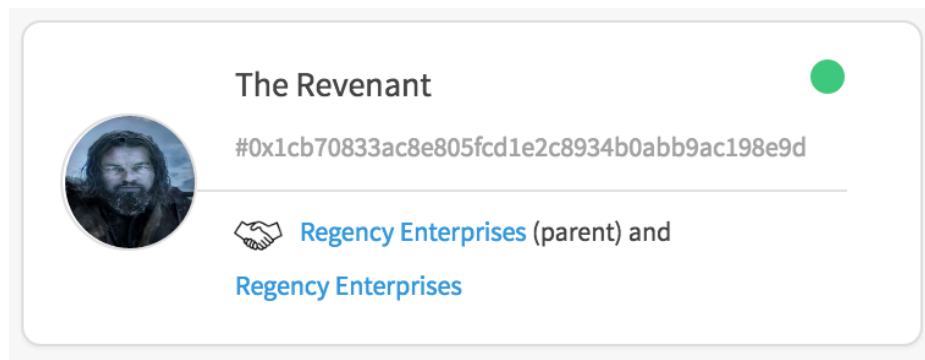 The Revenant
#0x1cb70833ac8e805fcd1e2c8934b0abb9ac198e9d
Regency Enterprises (parent) and
Regency Enterprises